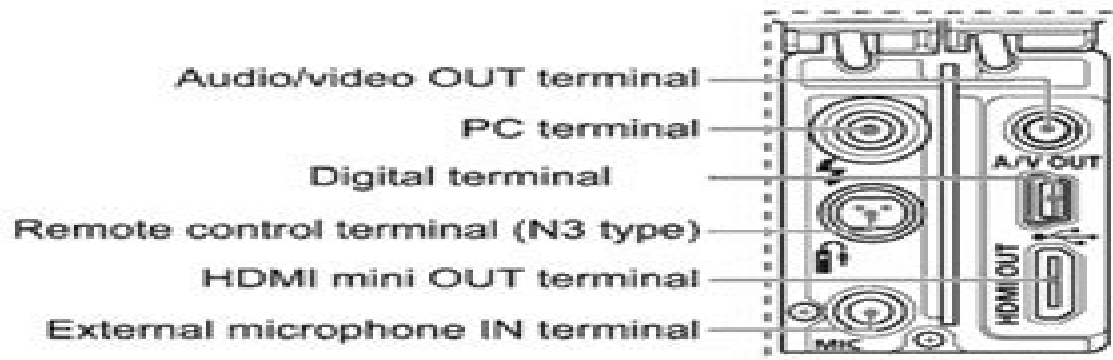 Audio/video OUT terminal
PC terminal
Digital terminal
Remote control terminal (N3 type)
HDMI mini OUT terminal
External microphone IN terminal
A/V OUT
HDMI OUT
MIC